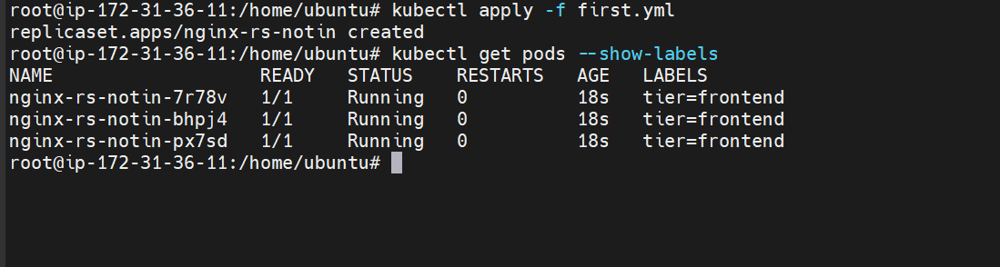 root@ip-172-31-36-11:/home/ubuntu# kubectl apply -f first.yml
replicaset.apps/nginx-rs-notin created
root@ip-172-31-36-11:/home/ubuntu# kubectl get pods --show-labels
NAME                   READY   STATUS    RESTARTS   AGE   LABELS
nginx-rs-notin-7r78v   1/1     Running   0          18s   tier=frontend
nginx-rs-notin-bhpj4   1/1     Running   0          18s   tier=frontend
nginx-rs-notin-px7sd   1/1     Running   0          18s   tier=frontend
root@ip-172-31-36-11:/home/ubuntu#